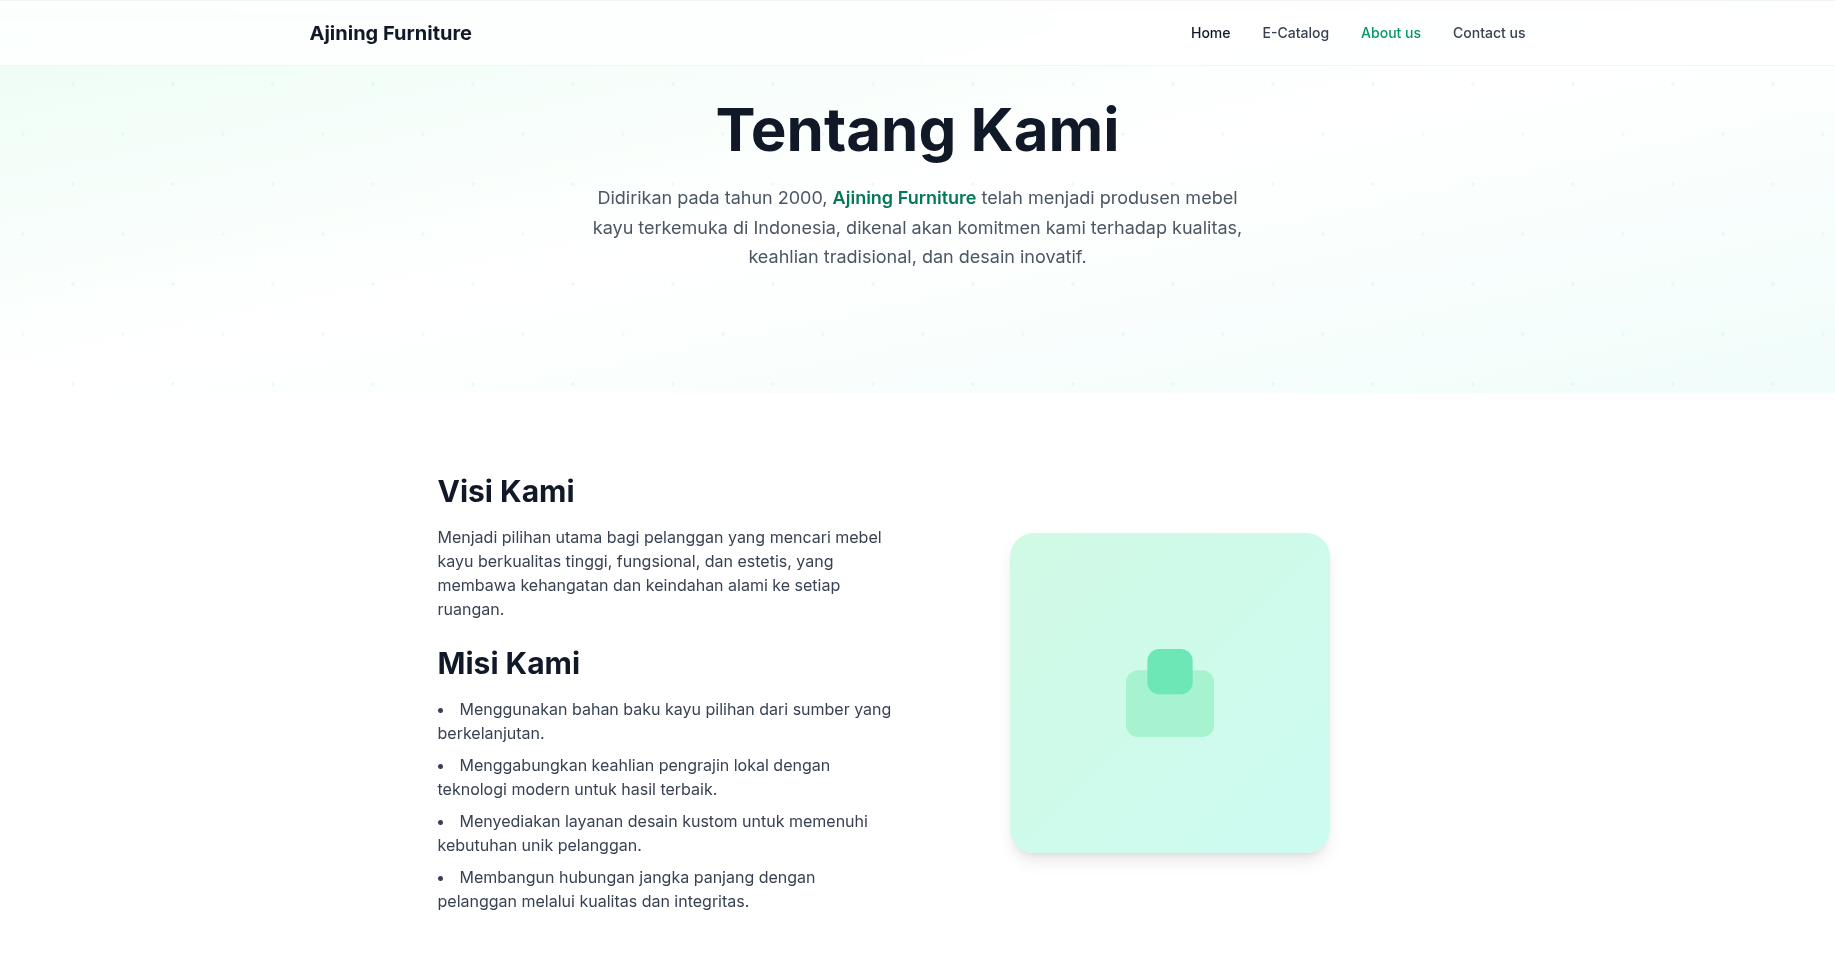 Ajining Furniture
Home
E-Catalog
About us
Contact us
Tentang Kami
Didirikan pada tahun 2000, Ajining Furniture telah menjadi produsen mebel
kayu terkemuka di Indonesia, dikenal akan komitmen kami terhadap kualitas,
keahlian tradisional, dan desain inovatif.
Visi Kami
Menjadi pilihan utama bagi pelanggan yang mencari mebel
kayu berkualitas tinggi, fungsional, dan estetis, yang
membawa kehangatan dan keindahan alami ke setiap
ruangan.
Misi Kami
• Menggunakan bahan baku kayu pilihan dari sumber yang
berkelanjutan.
• Menggabungkan keahlian pengrajin lokal dengan
teknologi modern untuk hasil terbaik.
• Menyediakan layanan desain kustom untuk memenuhi
kebutuhan unik pelanggan.
• Membangun hubungan jangka panjang dengan
pelanggan melalui kualitas dan integritas.